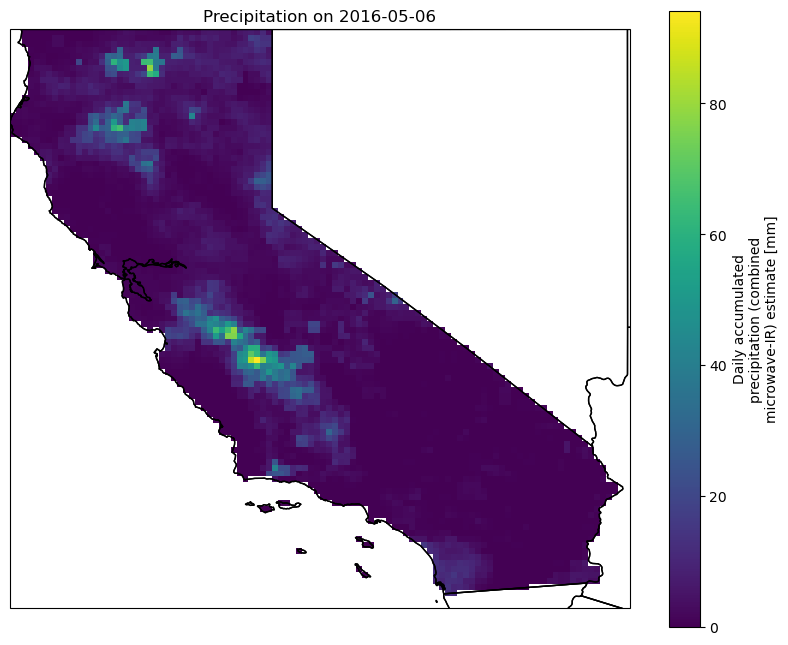 Precipitation on 2016-05-06
80
60
40
20
0
Daily accumulated
precipitation (combined
microwave-IR) estimate [mm]